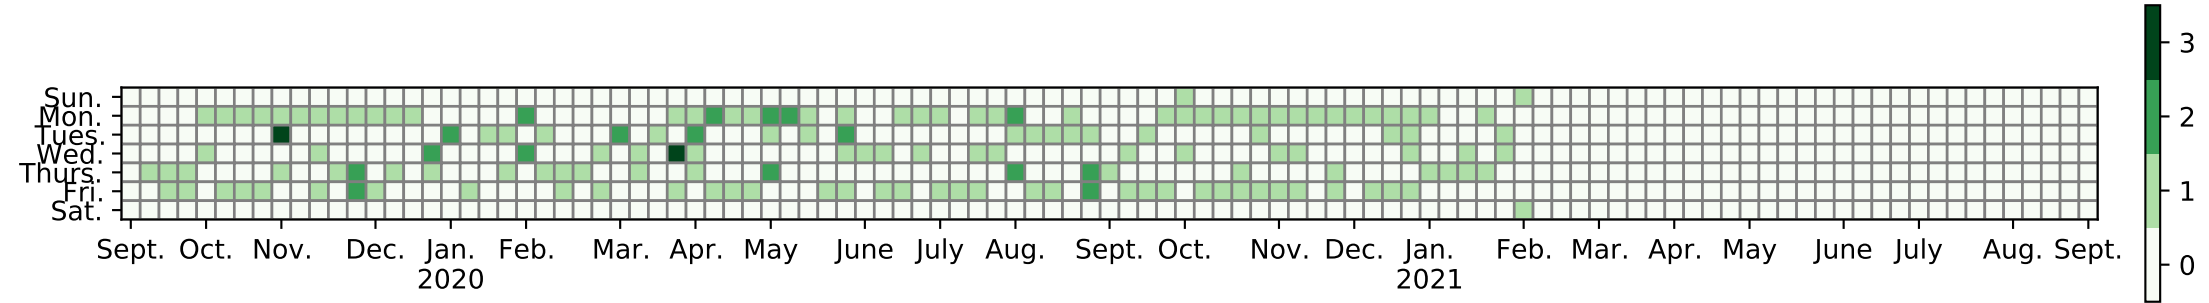 Sun.
Mon.
Tues.
Wed.
Thurs.
Fri.
Sat.
Sept. Oct. Nov. Dec. Jan. Feb. Mar. Apr. May June July Aug. Sept. Oct. Nov. Dec. Jan. Feb. Mar. Apr. May June July Aug. Sept.
2020 2021
3
2
1
0